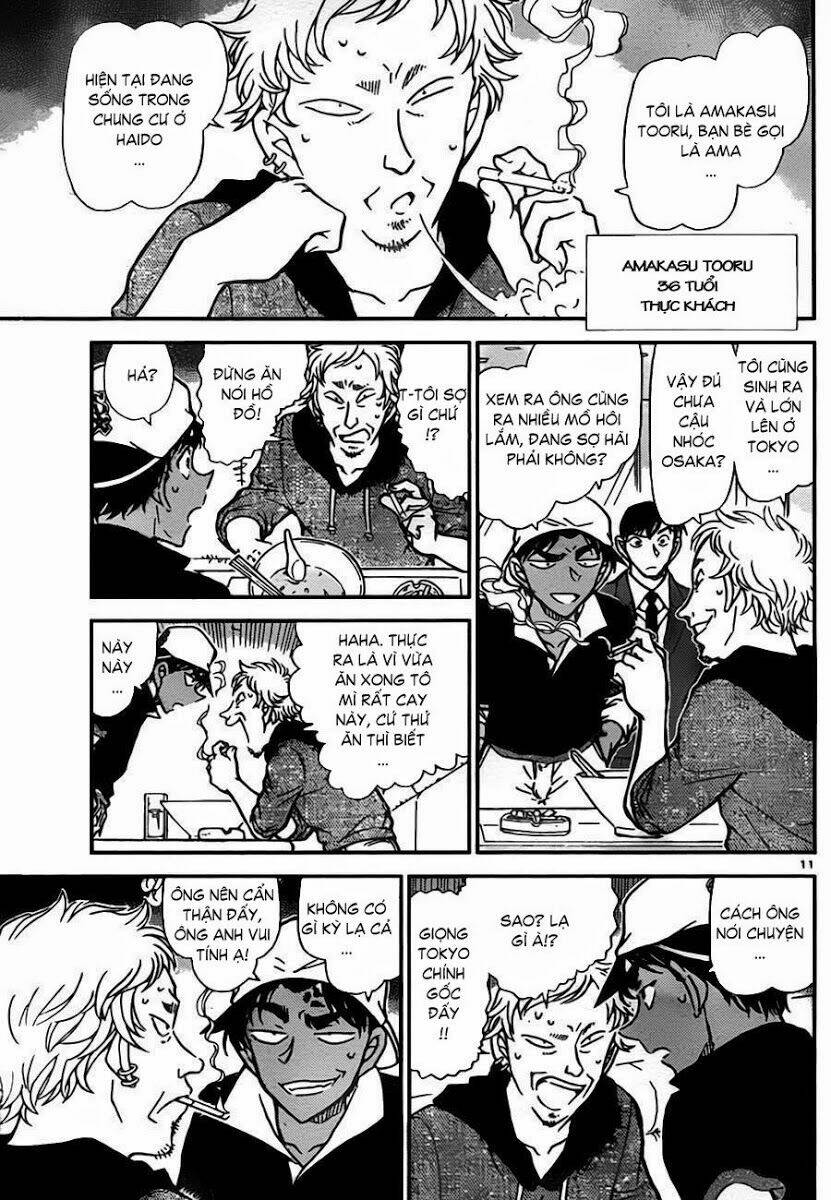 TÔI LÀ AMAKASU
TOORU, BẠN BÈ GỌI
LÀ AMA
...
HIỆN TẠI ĐANG
SỐNG TRONG
CHUNG CƯ Ở
HAIDO
...
AMAKASU TOORU
36 TUỔI
THỰC KHÁCH
TÔI CŨNG
SINH RA
VÀ LỚN
LÊN Ở
TOKYO
...
VẬY ĐỦ
CHƯA
CẬU
NHÓC
OSAKA?
XEM RA ÔNG CŨNG
RA NHIỀU MỒ HÔI
LẮM, ĐANG SỢ HÃI
PHẢI KHÔNG?
T-TÔI SỢ
GÌ CHỨ
!?
ĐỪNG ĂN
NÓI HỒ
ĐỒ!
HẢ?
HAHA. THỰC
RA LÀ VÌ VỪA
ĂN XONG TÔ
MÌ RẤT CAY
NÀY, CỨ THỬ
ĂN THÌ BIẾT
...
NÀY
NÀY
...
11
CÁCH ÔNG
NÓI CHUYỆN
...
SAO? LẠ
GÌ À!?
GIỌNG
TOKYO
CHÍNH
GỐC
ĐẤY
!!
KHÔNG CÓ
GÌ KỲ LẠ CẢ
...
ÔNG NÊN CẨN
THẬN ĐẤY,
ÔNG ANH VUI
TÍNH Ạ!